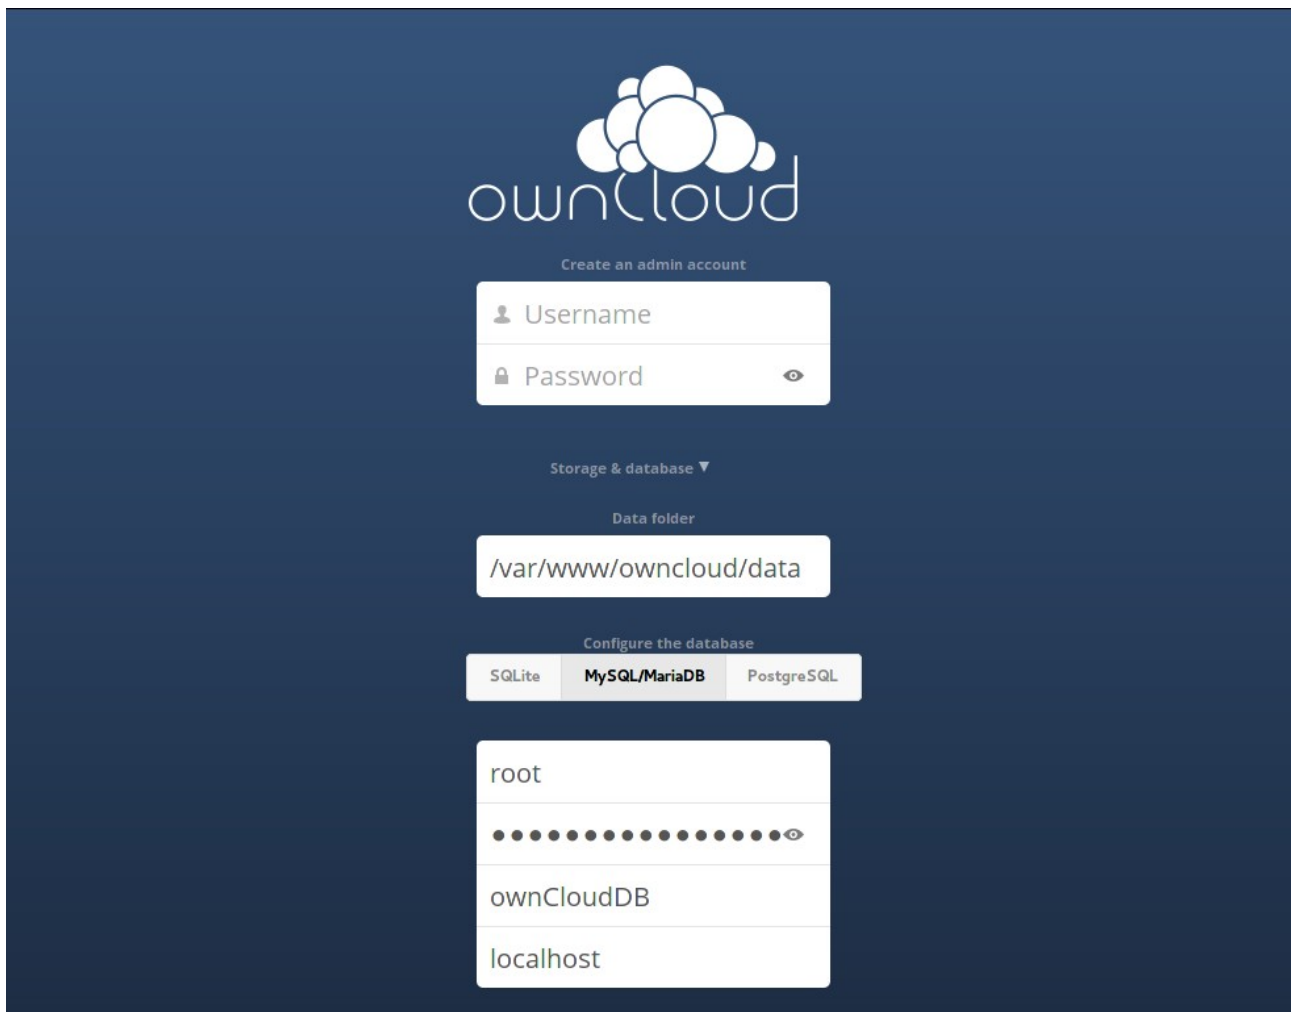 ownCloud
Create an admin account
Username
Password
Storage & database ▼
Data folder
/var/www/owncloud/data
Configure the database
SQLite MySQL/MariaDB PostgreSQL
root
••••••••••••••••
ownCloudDB
localhost